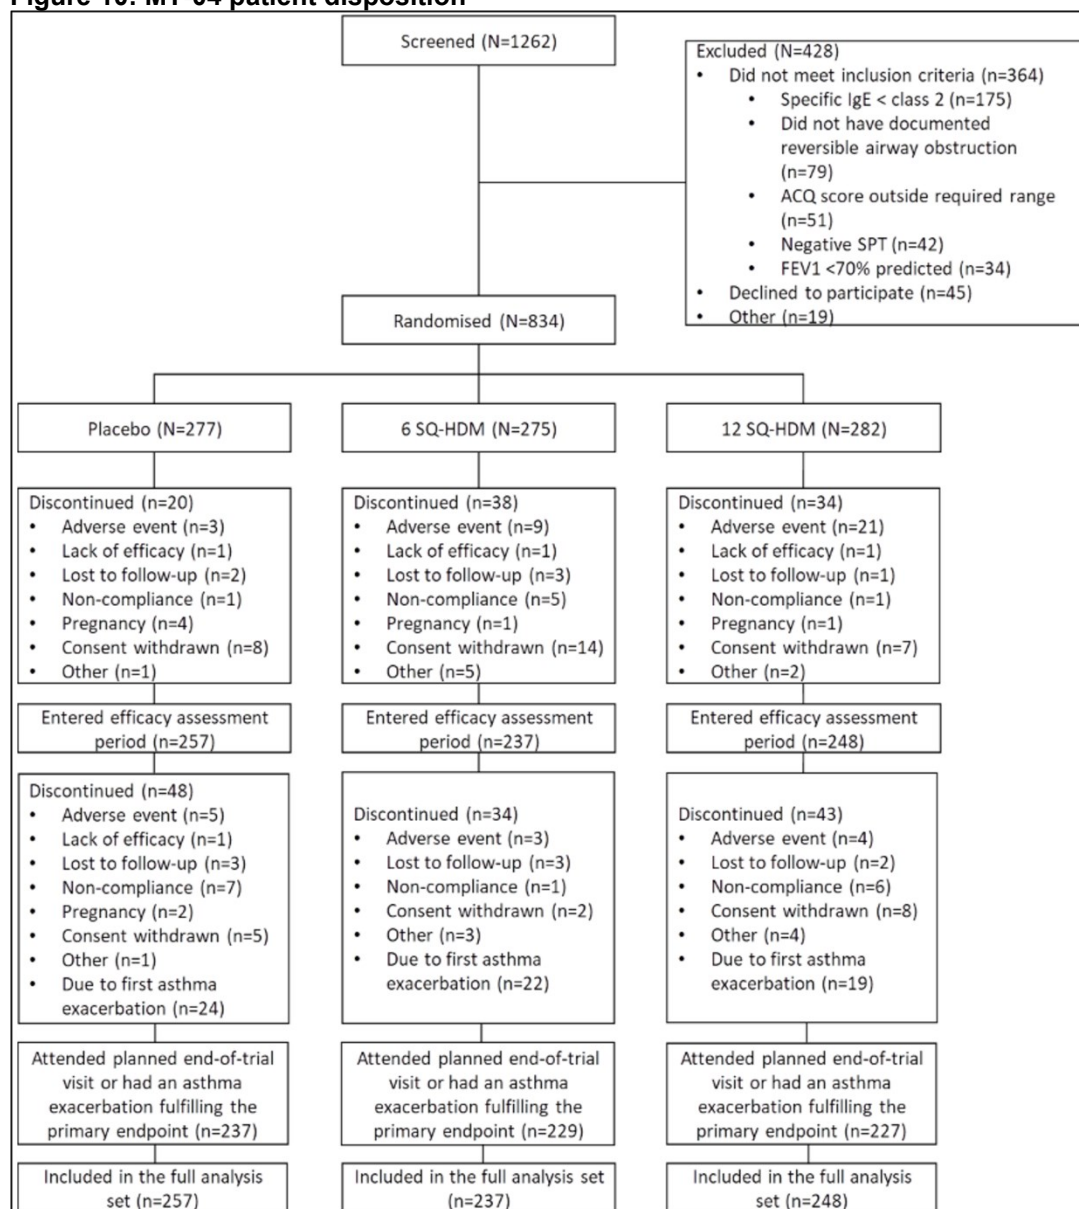 Figure 10: MT-04 patient disposition
Screened (N=1262)
Excluded (N=428)
• Did not meet inclusion criteria (n=364)
• Specific IgE < class 2 (n=175)
• Did not have documented
reversible airway obstruction
(n=79)
• ACQ score outside required range
(n=51)
• Negative SPT (n=42)
• FEV1 <70% predicted (n=34)
• Declined to participate (n=45)
• Other (n=19)
Randomised (N=834)
Placebo (N=277)
6 SQ-HDM (N=275)
12 SQ-HDM (N=282)
Discontinued (n=20)
• Adverse event (n=3)
• Lack of efficacy (n=1)
• Lost to follow-up (n=2)
• Non-compliance (n=1)
• Pregnancy (n=4)
• Consent withdrawn (n=8)
• Other (n=1)
Discontinued (n=38)
• Adverse event (n=9)
• Lack of efficacy (n=1)
• Lost to follow-up (n=3)
• Non-compliance (n=5)
• Pregnancy (n=1)
• Consent withdrawn (n=14)
• Other (n=5)
Discontinued (n=34)
• Adverse event (n=21)
• Lack of efficacy (n=1)
• Lost to follow-up (n=1)
• Non-compliance (n=1)
• Pregnancy (n=1)
• Consent withdrawn (n=7)
• Other (n=2)
Entered efficacy assessment
period (n=257)
Entered efficacy assessment
period (n=237)
Entered efficacy assessment
period (n=248)
Discontinued (n=48)
• Adverse event (n=5)
• Lack of efficacy (n=1)
• Lost to follow-up (n=3)
• Non-compliance (n=7)
• Pregnancy (n=2)
• Consent withdrawn (n=5)
• Other (n=1)
• Due to first asthma
exacerbation (n=24)
Discontinued (n=34)
• Adverse event (n=3)
• Lost to follow-up (n=3)
• Non-compliance (n=1)
• Consent withdrawn (n=2)
• Other (n=3)
• Due to first asthma
exacerbation (n=22)
Discontinued (n=43)
• Adverse event (n=4)
• Lost to follow-up (n=2)
• Non-compliance (n=6)
• Consent withdrawn (n=8)
• Other (n=4)
• Due to first asthma
exacerbation (n=19)
Attended planned end-of-trial
visit or had an asthma
exacerbation fulfilling the
primary endpoint (n=237)
Attended planned end-of-trial
visit or had an asthma
exacerbation fulfilling the
primary endpoint (n=229)
Attended planned end-of-trial
visit or had an asthma
exacerbation fulfilling the
primary endpoint (n=227)
Included in the full analysis
set (n=257)
Included in the full analysis set
(n=237)
Included in the full analysis
set (n=248)